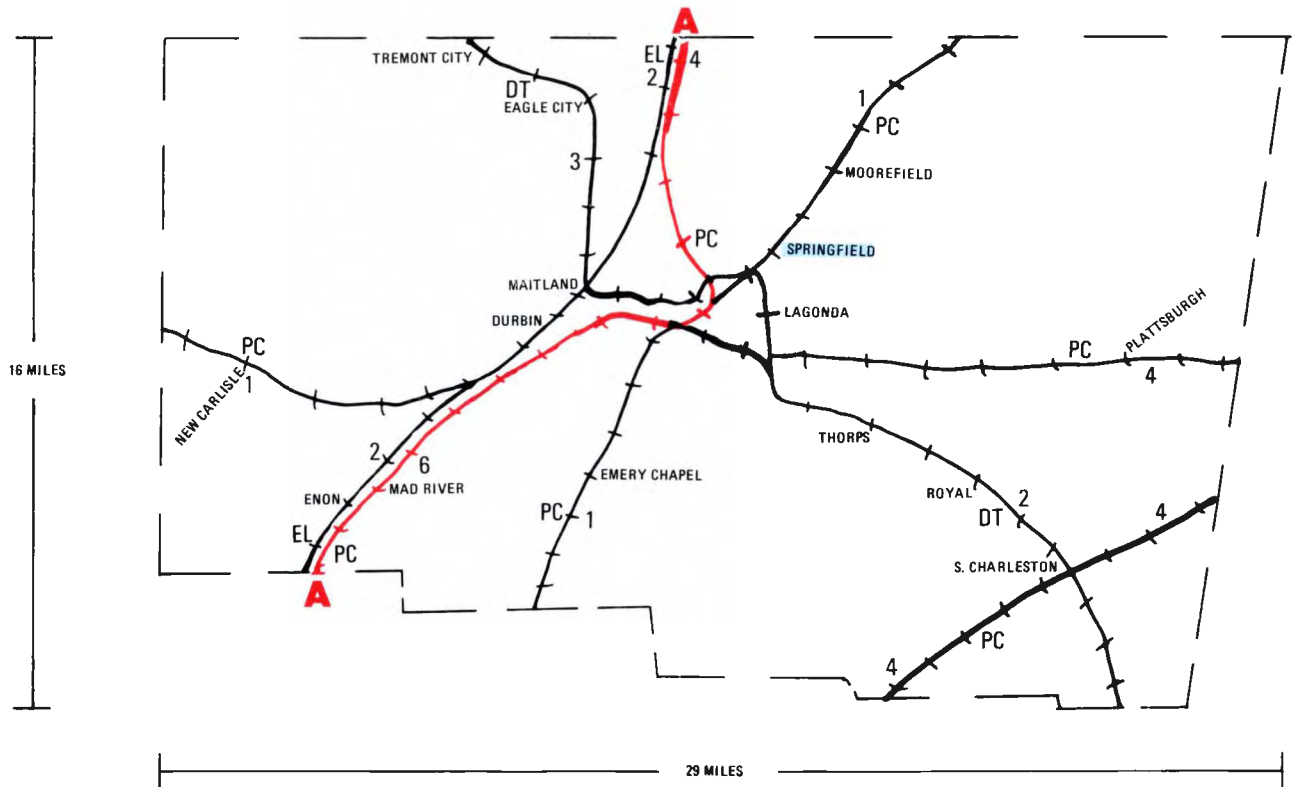 A
EL
4
2
TREMONT CITY
DT
EAGLE CITY
1
PC
3
MOOREFIELD
PC
SPRINGFIELD
MAITLAND
DURBIN
LAGONDA
PLATTSBURGH
PC
4
16 MILES
PC
1
NEW CARLISLE
2
6
THORPS
MAD RIVER
ENON
EMERY CHAPEL
ROYAL
2
DT
4
PC
1
EL
PC
S. CHARLESTON
A
PC
4
29 MILES